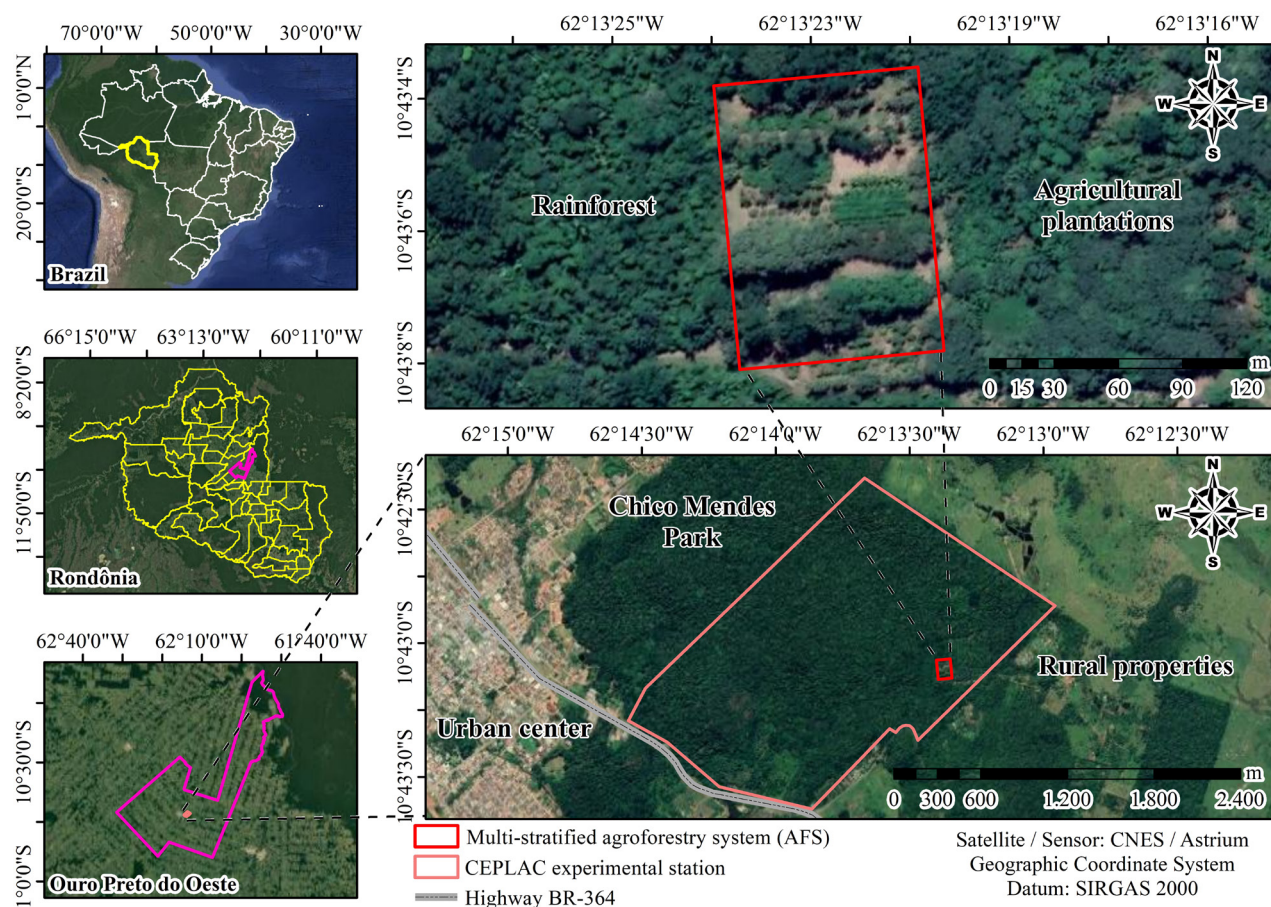 70°0'0"W 50°0'0"W 30°0'0"W
1°0'0"N
20°0'0"S
Brazil
66°15'0"W 63°13'0"W 60°11'0"W
8°20'0"S
11°50'0"S
Rondônia
62°40'0"W 62°10'0"W 61°40'0"W
10°30'0"S
1°0'0"S
Ouro Preto do Oeste
62°13'25"W 62°13'23"W 62°13'19"W 62°13'16"W
10°43'4"S
10°43'6"S
10°43'8"S
N
W E
S
Rainforest
Agricultural
plantations
m
0 15 30 60 90 120
62°15'0"W 62°14'30"W 62°14'0"W 62°13'30"W 62°13'0"W 62°12'30"W
10°42'30"S
10°43'0"S
10°43'30"S
N
W E
S
Chico Mendes
Park
Rural properties
Urban center
m
0 300 600 1.200 1.800 2.400
Multi-stratified agroforestry system (AFS)
CEPLAC experimental station
Highway BR-364
Satellite / Sensor: CNES / Astrium
Geographic Coordinate System
Datum: SIRGAS 2000